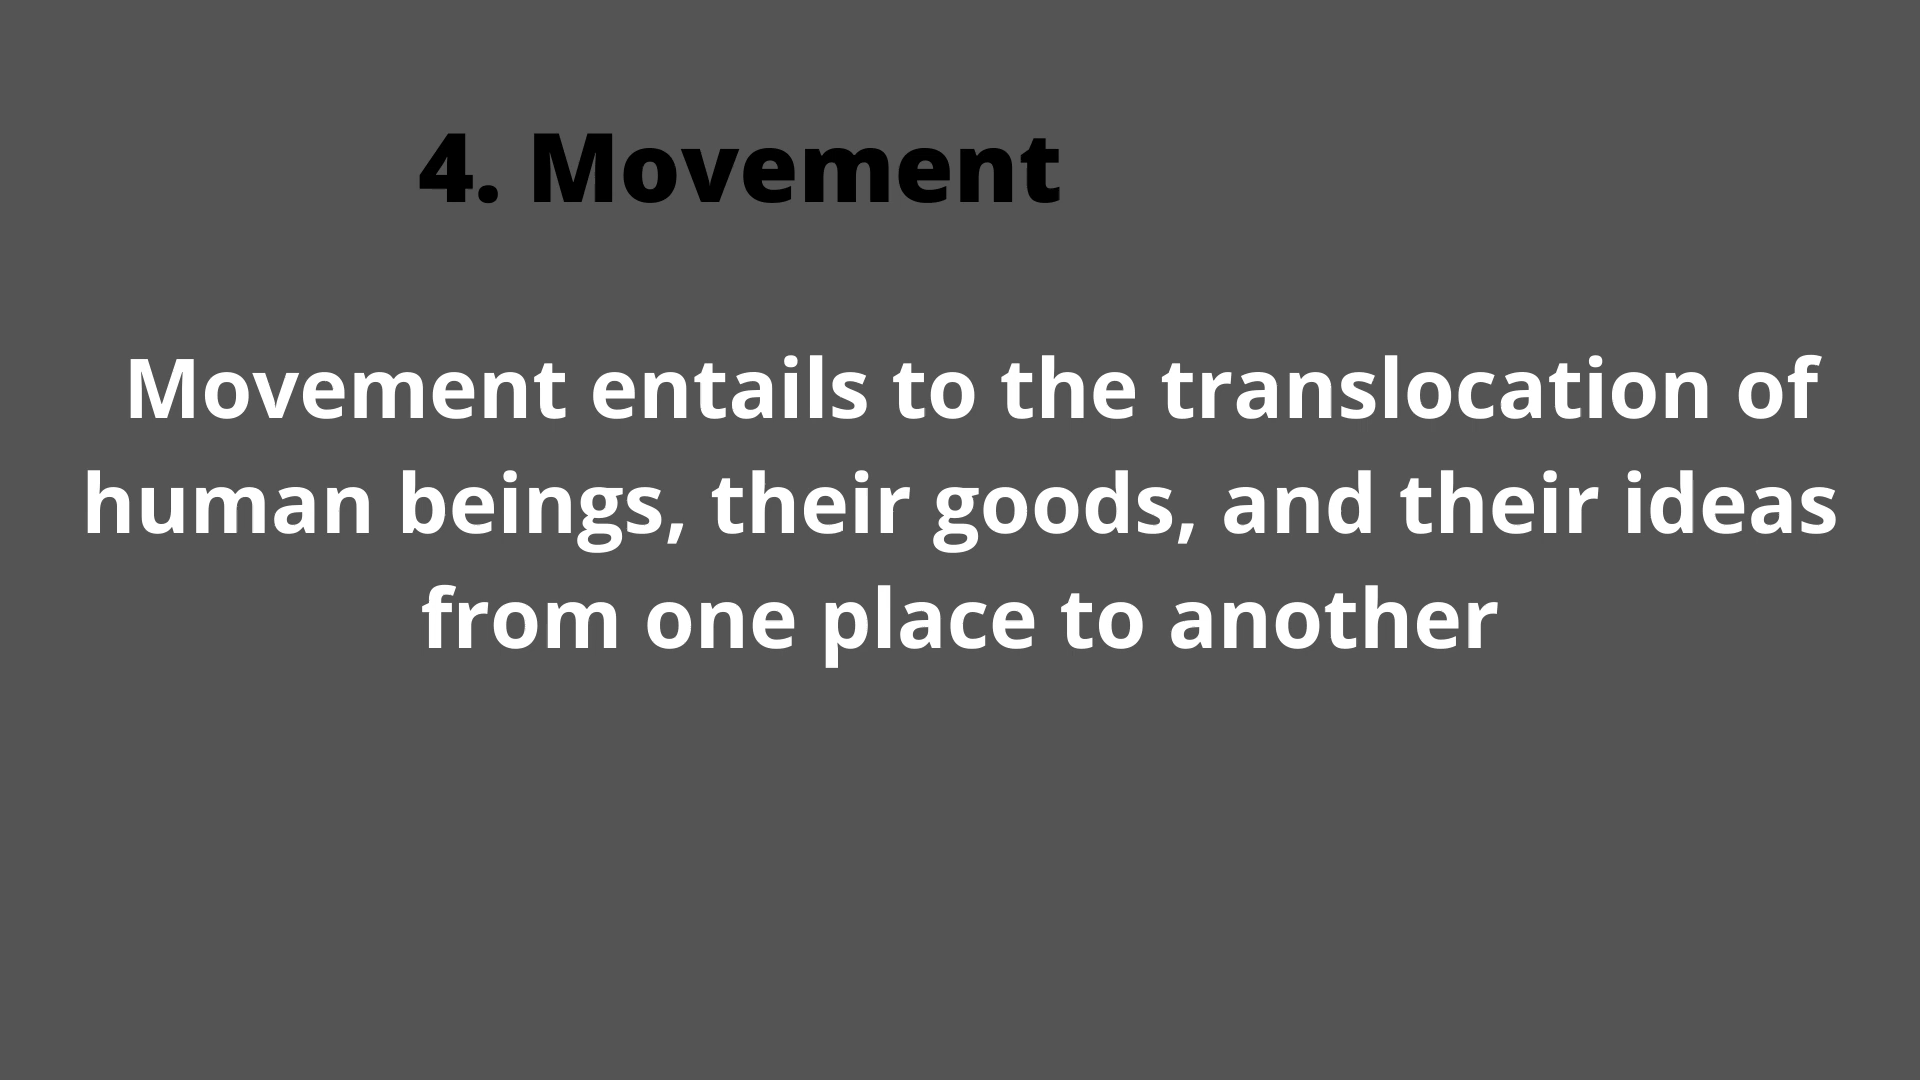 4. Movement
Movement entails to the translocation of
human beings, their goods, and their ideas
from one place to another